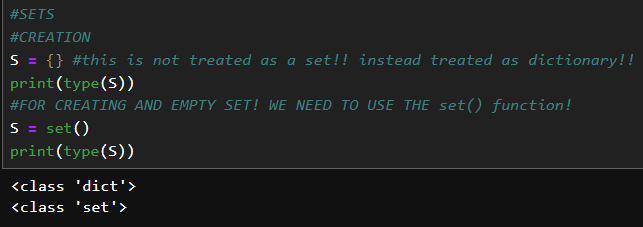 #SETS
#CREATION
S = {} #this is not treated as a set!! instead treated as dictionary!!
print(type(S))
#FOR CREATING AND EMPTY SET! WE NEED TO USE THE set() function!
S = set()
print(type(S))
<class 'dict'>
<class 'set'>